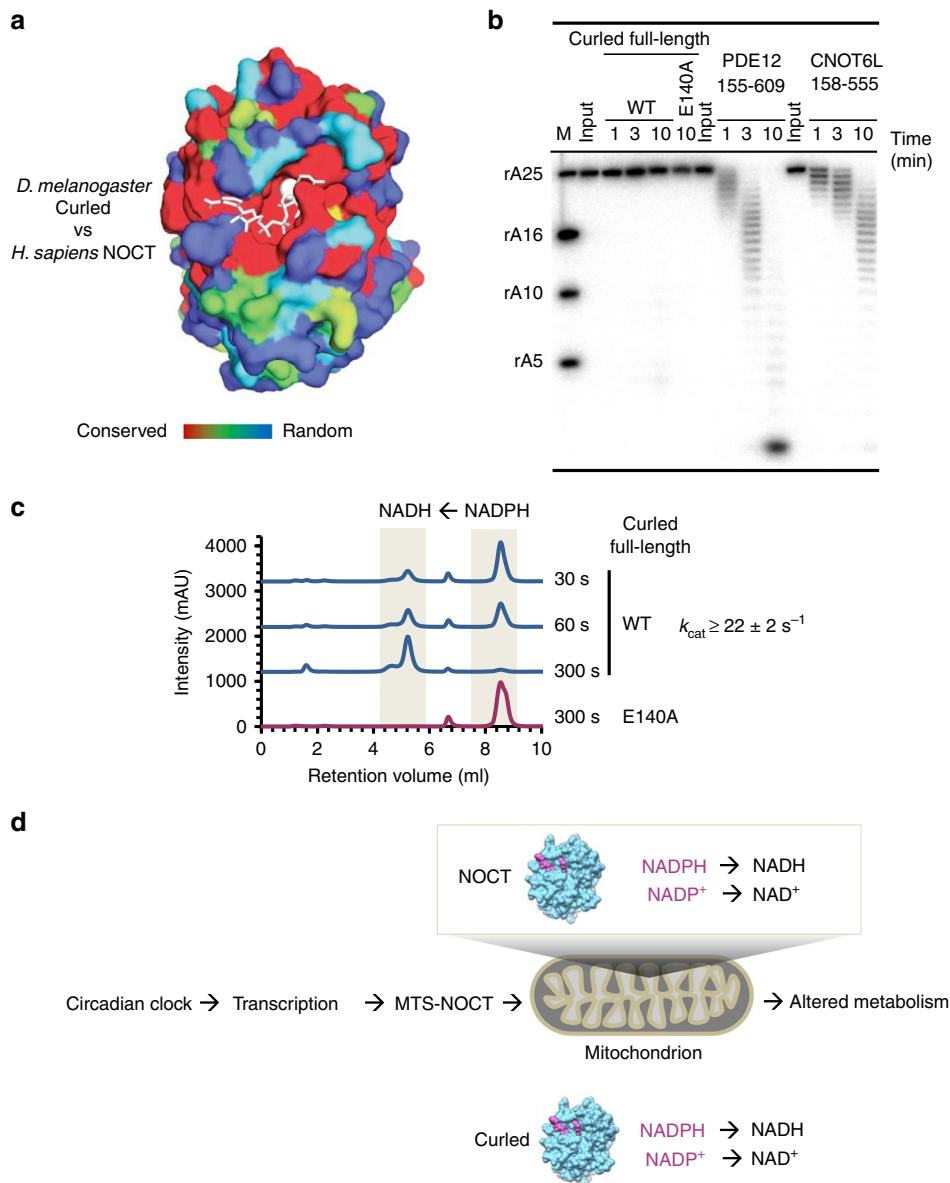 a
D. melanogaster
Curled
vs
H. sapiens NOCT
Conserved Random
b
Curled full-length
PDE12
155-609
CNOT6L
158-555
WT
E140A
M Input 1 3 10 10 Input 1 3 10 Input 1 3 10
Time
(min)
rA25
rA16
rA10
rA5
c
NADH ← NADPH
Curled
full-length
Intensity (mAU)
4000
3000
2000
1000
0
30 s
60 s
300 s
300 s
WT
kcat ≥ 22 ± 2 s–1
E140A
0 2 4 6 8 10
Retention volume (ml)
d
NOCT
NADPH → NADH
NADP+ → NAD+
Circadian clock → Transcription → MTS-NOCT → → Altered metabolism
Mitochondrion
Curled
NADPH → NADH
NADP+ → NAD+